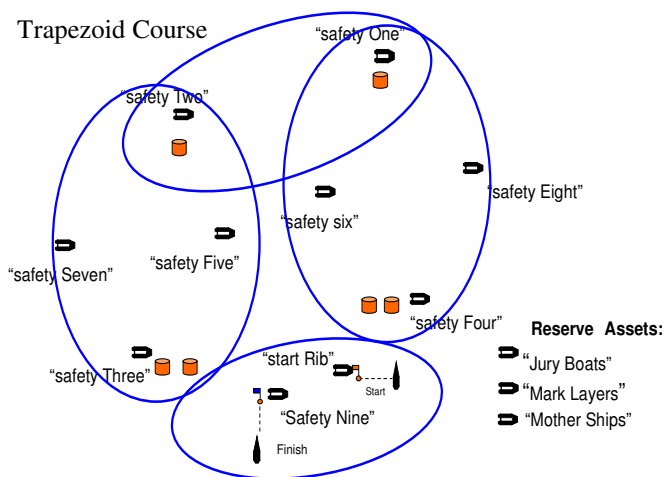 Trapezoid Course
“safety One”
“safety Two”
“safety Eight”
“safety six”
“safety Five”
“safety Seven”
“safety Four”
Reserve Assets:
“start Rib”
“Jury Boats”
“safety Three”
Start
“Mark Layers”
“Safety Nine”
“Mother Ships”
Finish